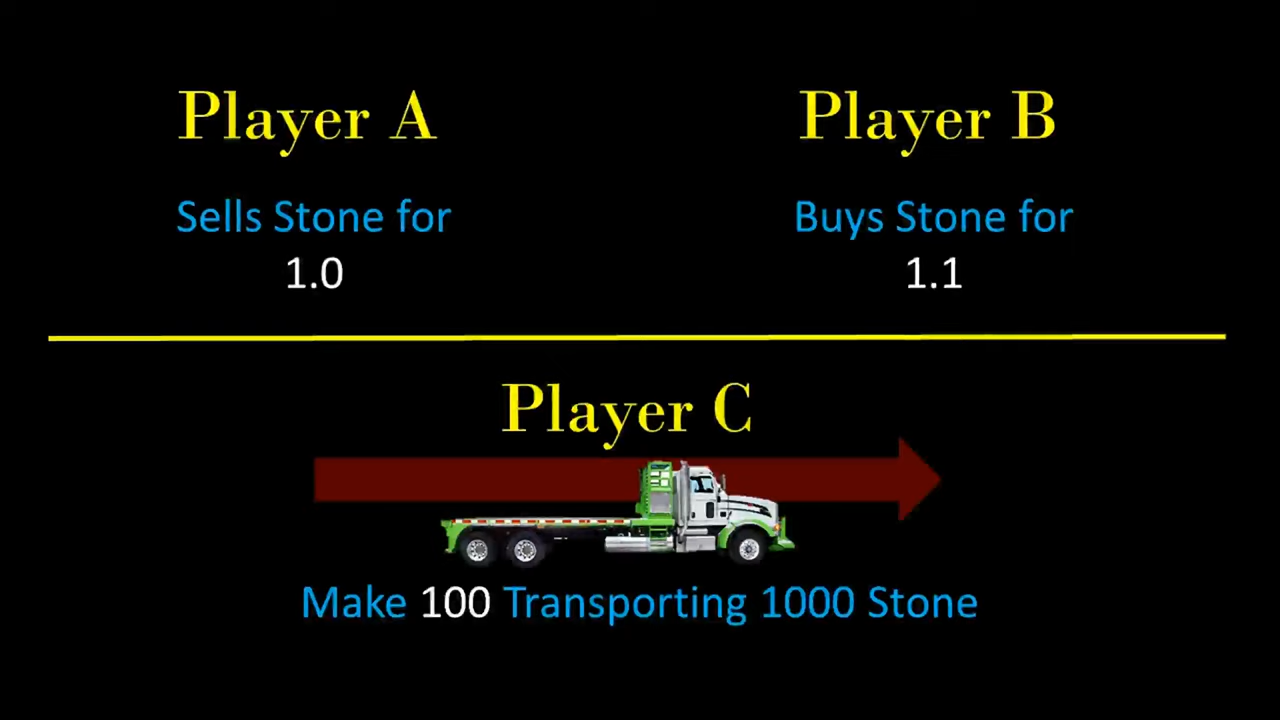 Player A
Player B
Sells Stone for
1.0
Buys Stone for
1.1
Player C
Make 100 Transporting 1000 Stone